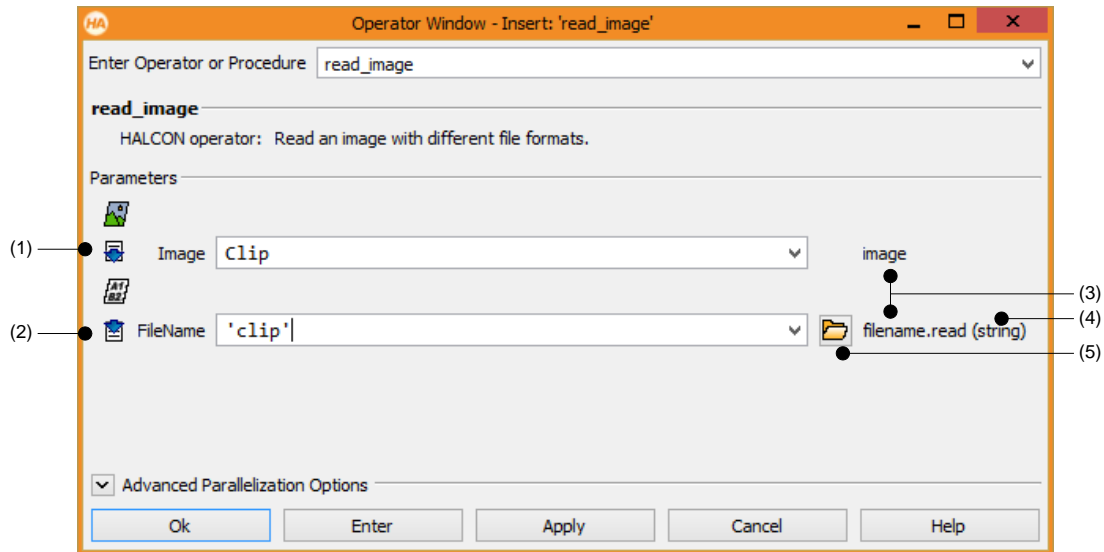 HA Operator Window - Insert: 'read_image'
Enter Operator or Procedure read_image
read_image
HALCON operator: Read an image with different file formats.
Parameters
(1) Image Clip image
A1
B2
(3)
(4)
(2) FileName 'clip' filename.read (string)
(5)
Advanced Parallelization Options
Ok Enter Apply Cancel Help